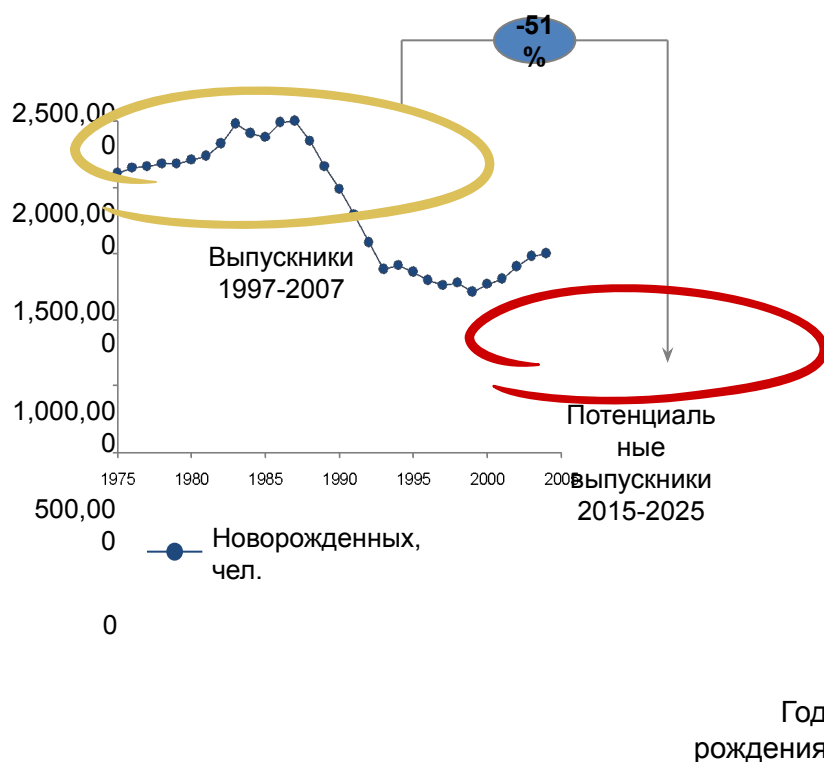 -51
%
2,500,00
0
2,000,00
0
1,500,00
0
1,000,00
0
500,00
0
0
Выпускники
1997-2007
Потенциаль
ные
выпускники
2015-2025
1975 1980 1985 1990 1995 2000 2005
Новорожденных,
чел.
Год
рождения